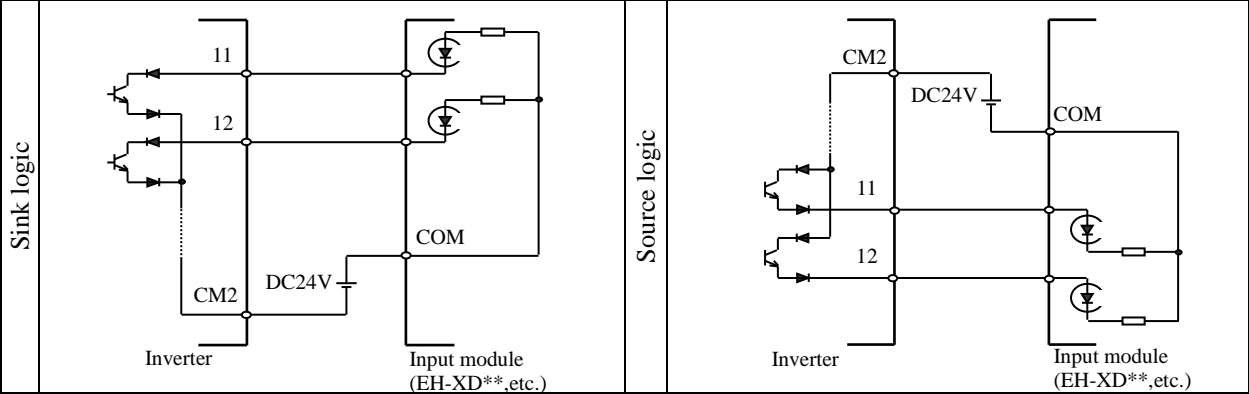 Sink logic
11
12
COM
DC24V
CM2
Inverter
Input module
(EH-XD**,etc.)
Source logic
CM2
DC24V
COM
11
12
Inverter
Input module
(EH-XD**,etc.)